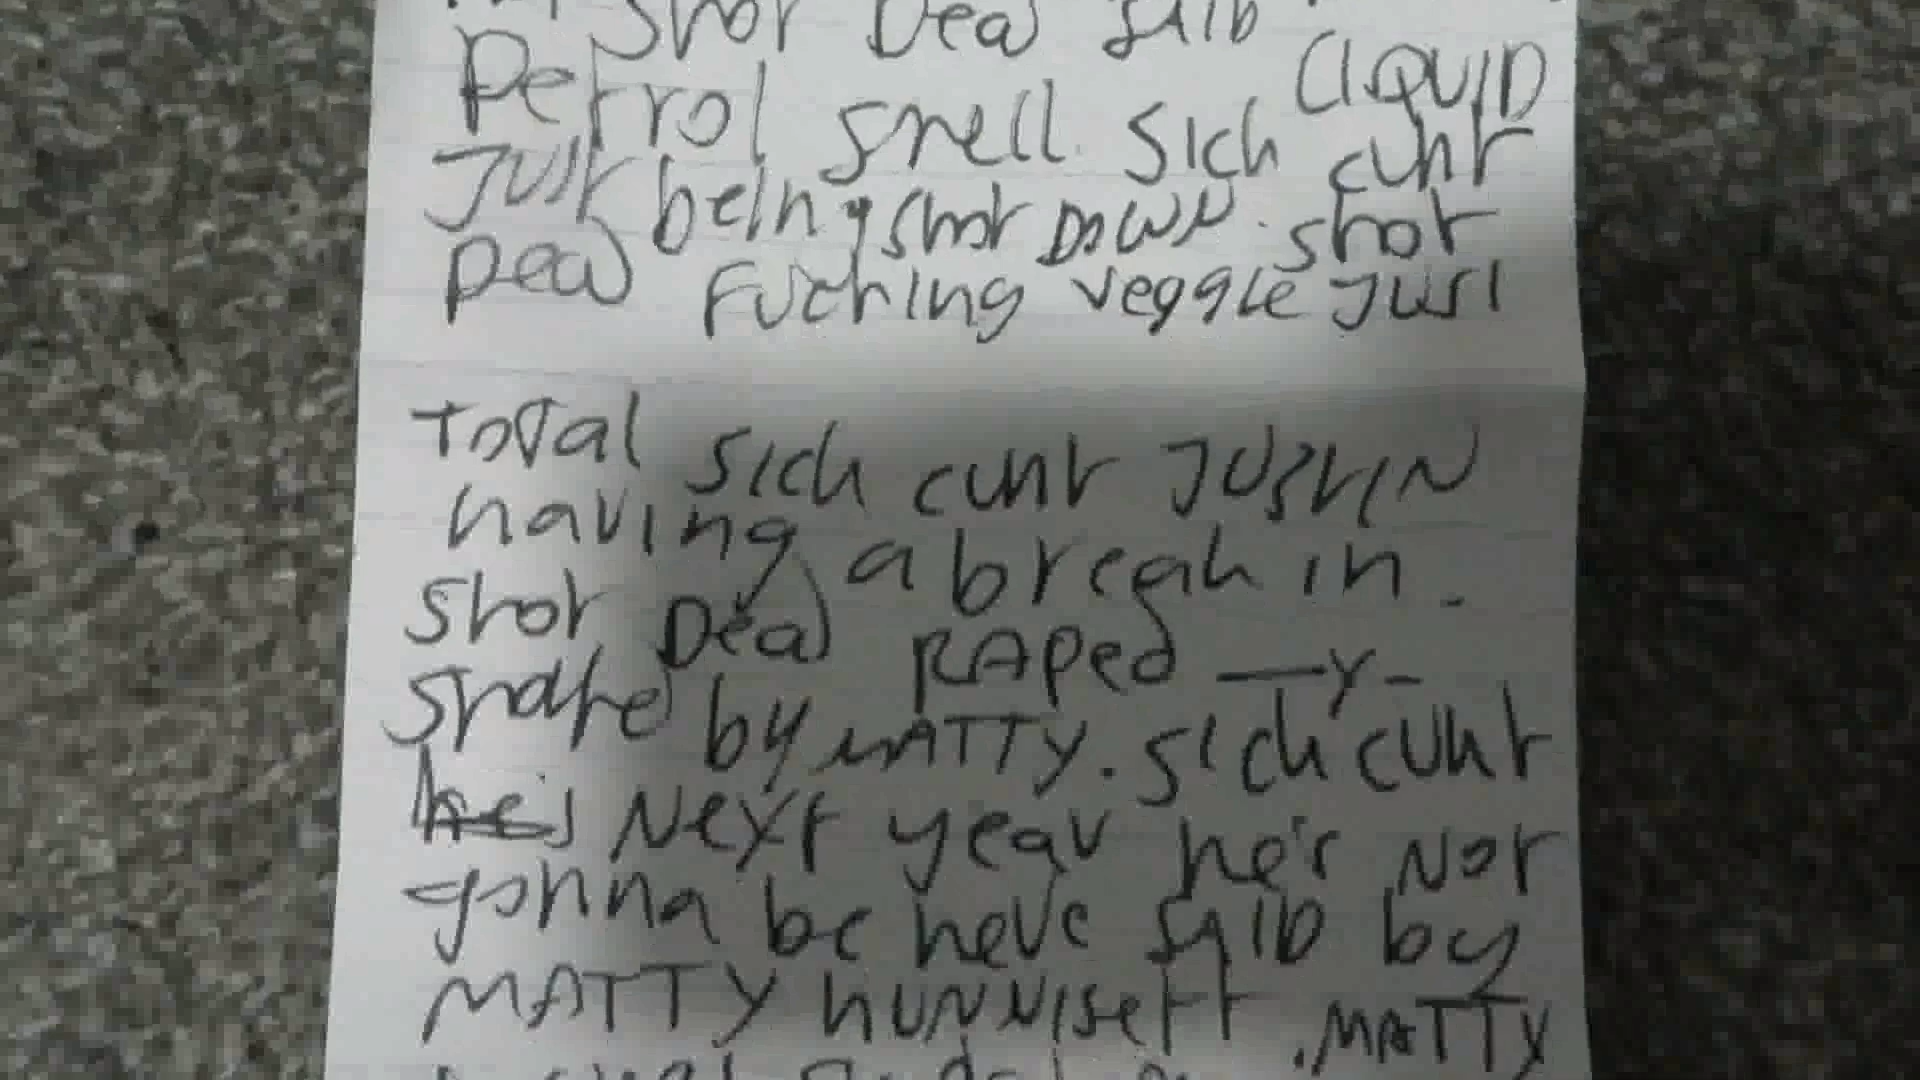 shot Dead said
Petrol smell. Sick LIQUID cunt
Just being shot DOWN. shot
Dead Fucking veggie just
Total sick cunt JUSTIN
having a break in.
Shot Dead RAPed —Y-
by MATTY. Sick cunt
he's Next year he's Not
gonna be here SAID by
MATTY HUNNISett. MATTY